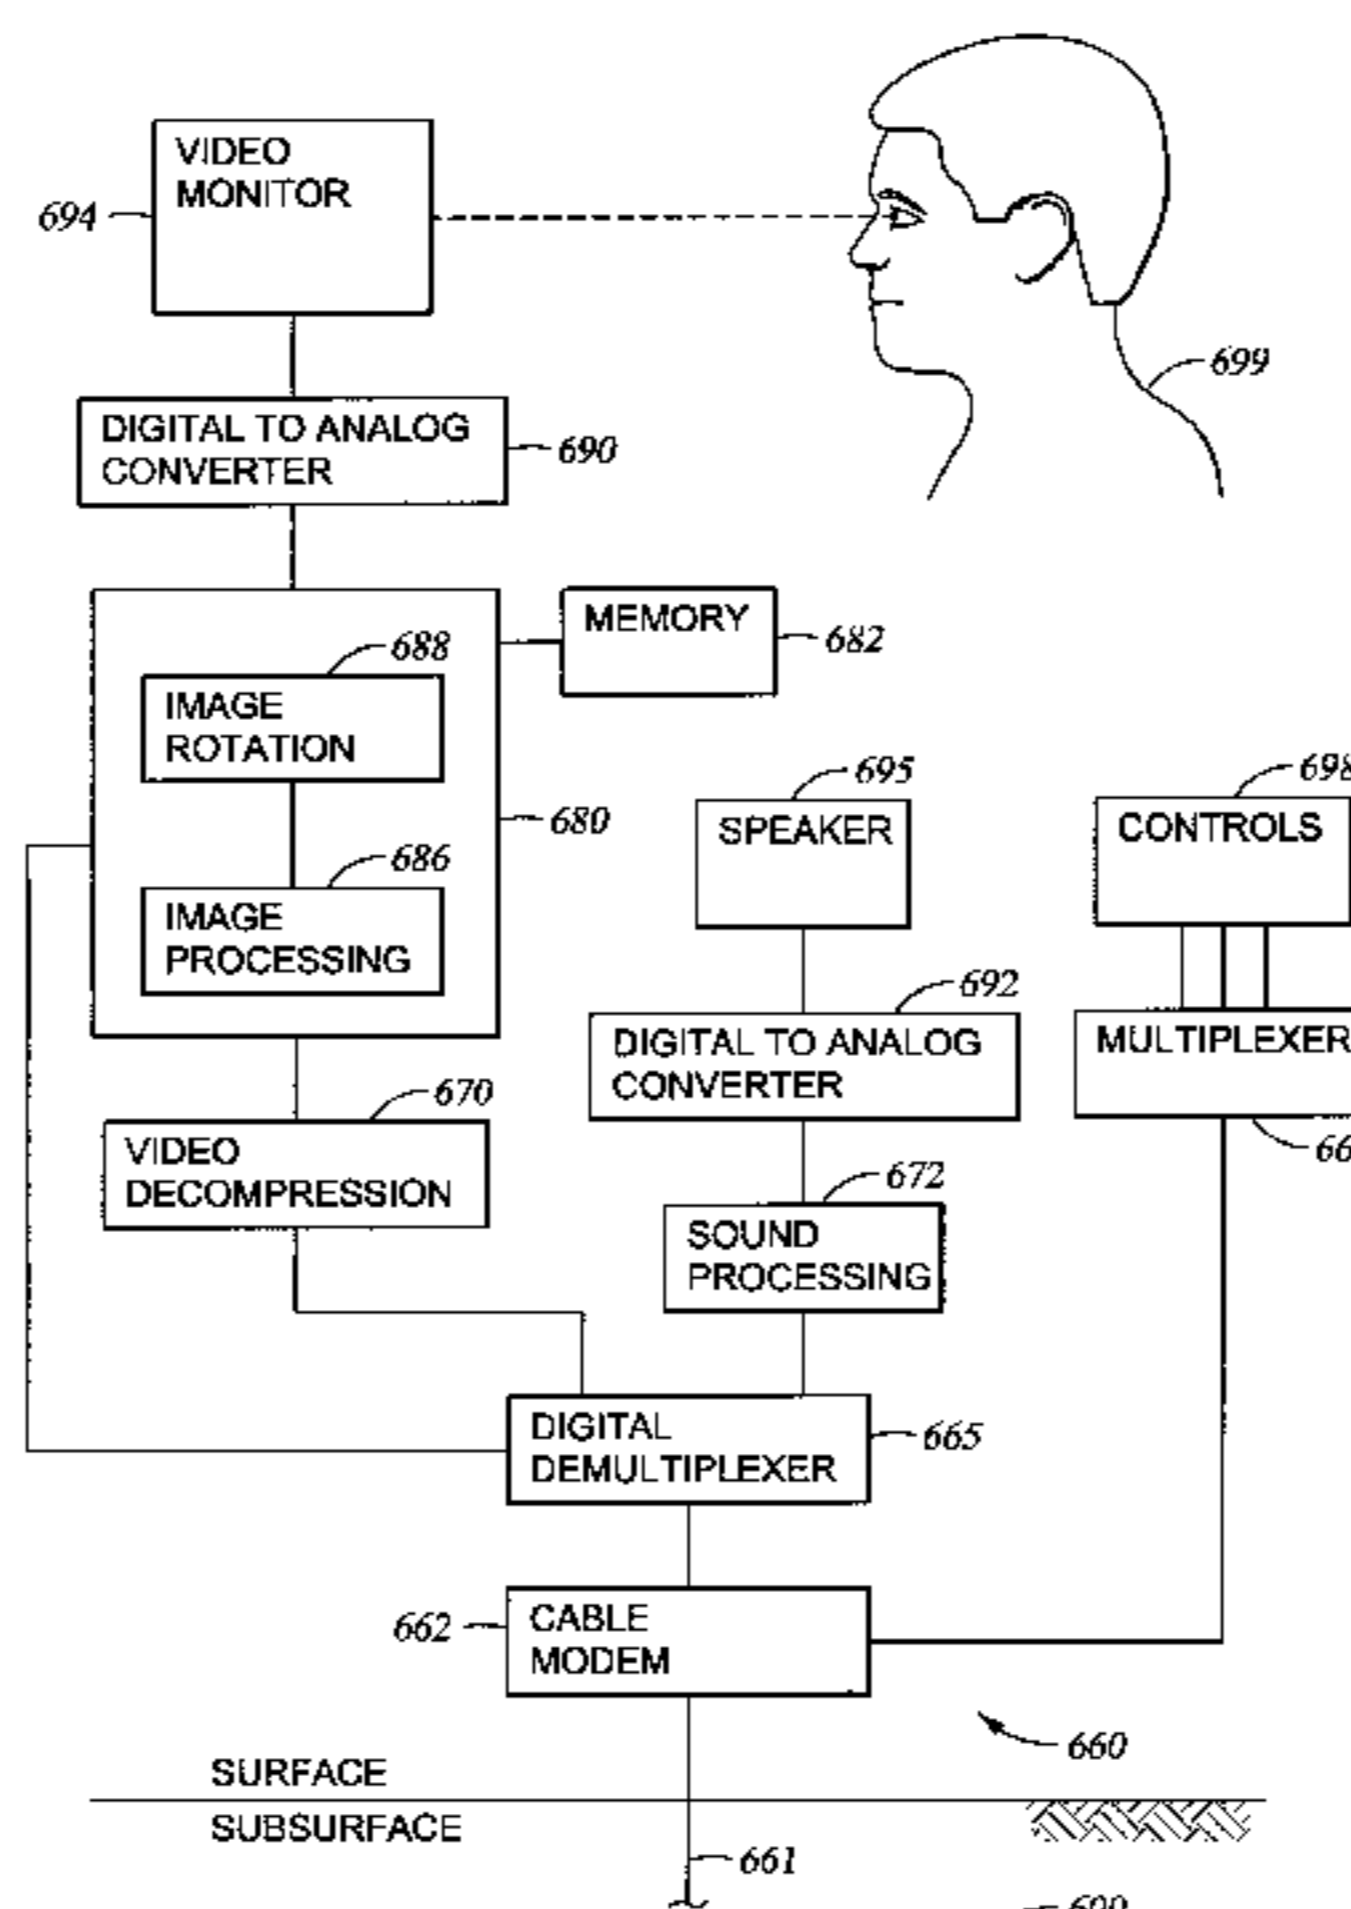 VIDEO
MONITOR
694
699
DIGITAL TO ANALOG
CONVERTER
690
MEMORY
682
688
IMAGE
ROTATION
680
686
IMAGE
PROCESSING
695
SPEAKER
698
CONTROLS
692
DIGITAL TO ANALOG
CONVERTER
MULTIPLEXER
66
670
VIDEO
DECOMPRESSION
672
SOUND
PROCESSING
DIGITAL
DEMULTIPLEXER
665
662
CABLE
MODEM
660
SURFACE
SUBSURFACE
661